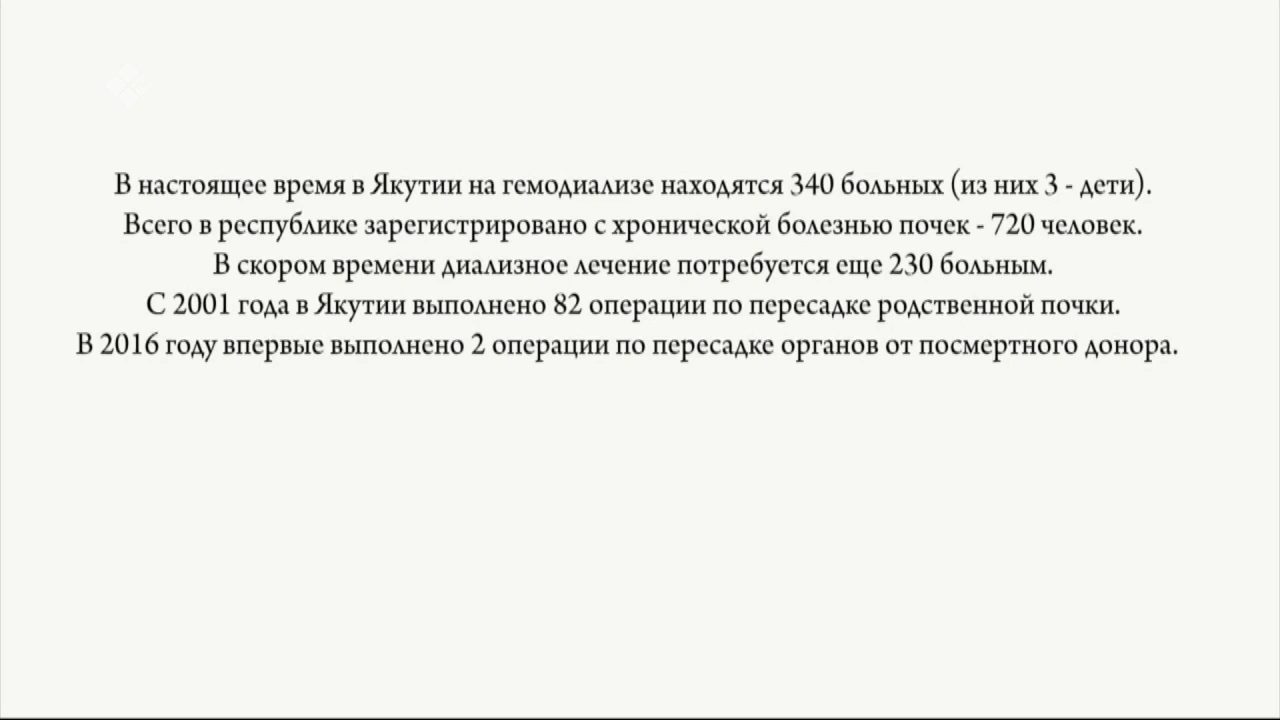 В настоящее время в Якутии на гемодиализе находятся 340 больных (из них 3 - дети).
Всего в республике зарегистрировано с хронической болезнью почек - 720 человек.
В скором времени диализное лечение потребуется еще 230 больным.
С 2001 года в Якутии выполнено 82 операции по пересадке родственной почки.
В 2016 году впервые выполнено 2 операции по пересадке органов от посмертного донора.